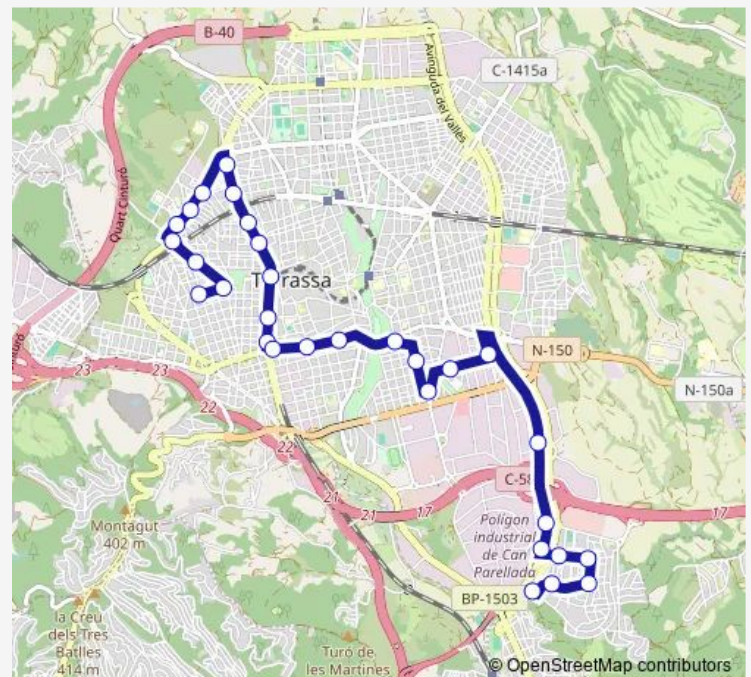 B-40
Avinguda del Vallès
C-1415a
Quart Cinturó
Terrassa
N-150
N-150a
23
23
22
22
21
21
17
17
C-58
Montagut
402 m
Polígon
industrial
de Can
Parellada
BP-1503
la Creu
dels Tres
Batlles
414 m
Turó de
les Martines
© OpenStreetMap contributors